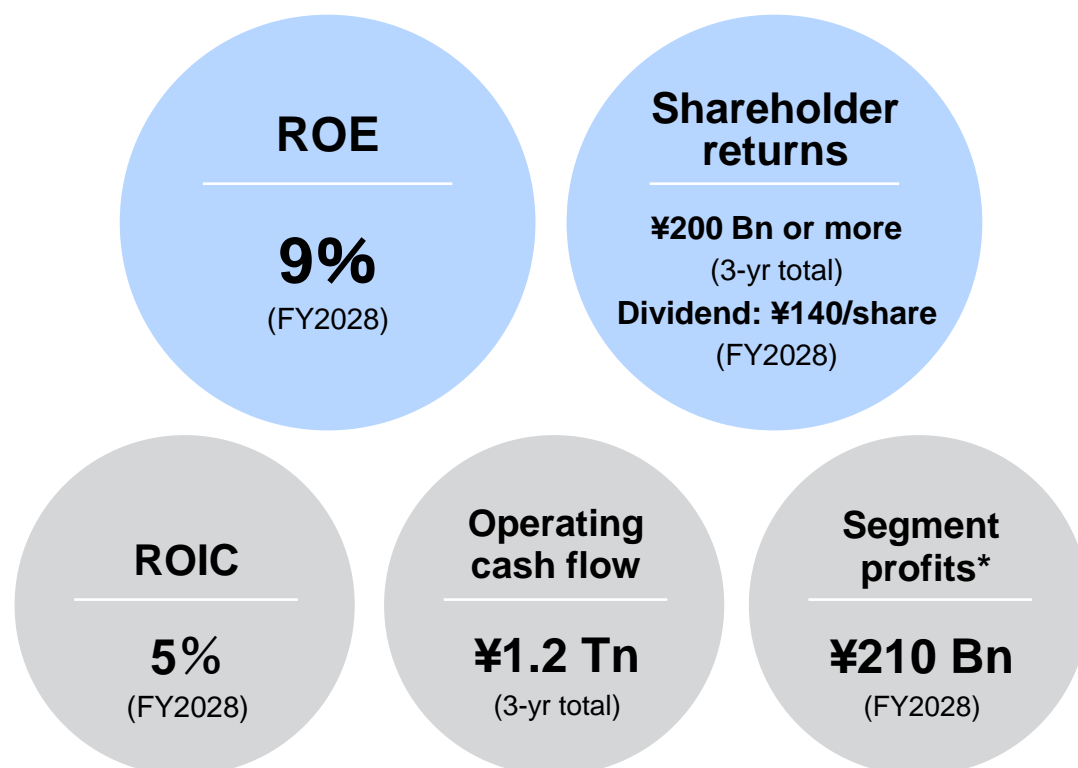 ROE
9%
(FY2028)
Shareholder
returns
¥200 Bn or more
(3-yr total)
Dividend: ¥140/share
(FY2028)
ROIC
5%
(FY2028)
Operating
cash flow
¥1.2 Tn
(3-yr total)
Segment
profits*
¥210 Bn
(FY2028)